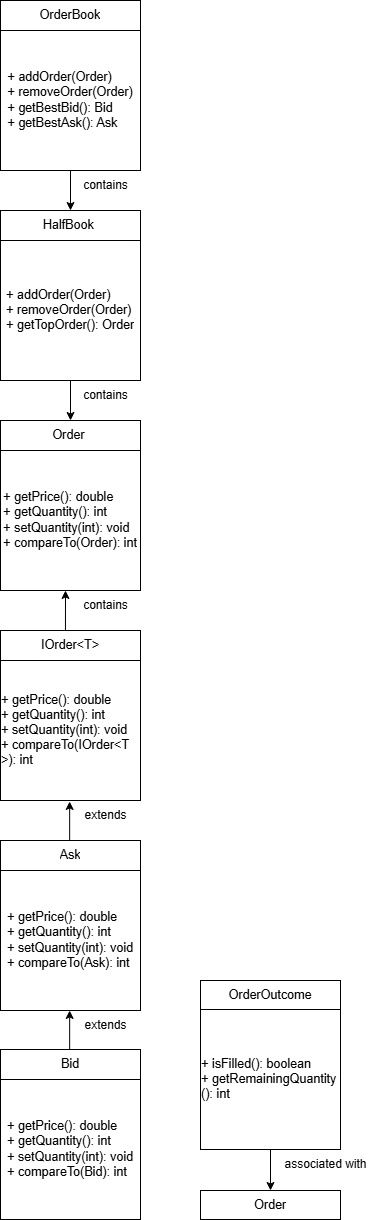 OrderBook
+ addOrder(Order)
+ removeOrder(Order)
+ getBestBid(): Bid
+ getBestAsk(): Ask
contains
HalfBook
+ addOrder(Order)
+ removeOrder(Order)
+ getTopOrder(): Order
contains
Order
+ getPrice(): double
+ getQuantity(): int
+ setQuantity(int): void
+ compareTo(Order): int
contains
IOrder<T>
+ getPrice(): double
+ getQuantity(): int
+ setQuantity(int): void
+ compareTo(IOrder<T
>): int
extends
Ask
+ getPrice(): double
+ getQuantity(): int
+ setQuantity(int): void
+ compareTo(Ask): int
extends
Bid
+ getPrice(): double
+ getQuantity(): int
+ setQuantity(int): void
+ compareTo(Bid): int
OrderOutcome
+ isFilled(): boolean
+ getRemainingQuantity
(): int
associated with
Order